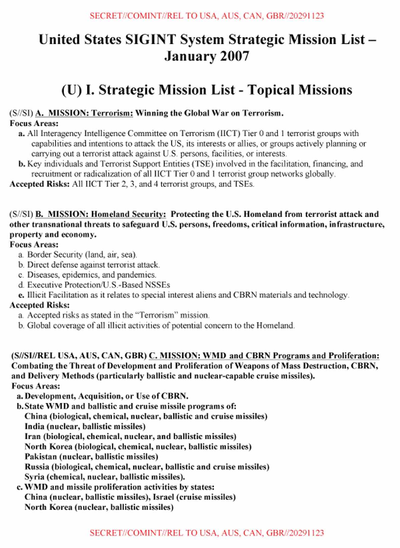 SECRET//COMINT//REL TO USA, AUS, CAN, GBR//20291123
United States SIGINT System Strategic Mission List –
January 2007
(U) I. Strategic Mission List - Topical Missions
(S//SI) A. MISSION: Terrorism: Winning the Global War on Terrorism.
Focus Areas:
a. All Interagency Intelligence Committee on Terrorism (IICT) Tier 0 and 1 terrorist groups with
capabilities and intentions to attack the US, its interests or allies, or groups actively planning or
carrying out a terrorist attack against U.S. persons, facilities, or interests.
b. Key individuals and Terrorist Support Entities (TSE) involved in the facilitation, financing, and
recruitment or radicalization of all IICT Tier 0 and 1 terrorist group networks globally.
Accepted Risks: All IICT Tier 2, 3, and 4 terrorist groups, and TSEs.
(S//SI) B. MISSION: Homeland Security: Protecting the U.S. Homeland from terrorist attack and
other transnational threats to safeguard U.S. persons, freedoms, critical information, infrastructure,
property and economy.
Focus Areas:
a. Border Security (land, air, sea).
b. Direct defense against terrorist attack.
c. Diseases, epidemics, and pandemics.
d. Executive Protection/U.S.-Based NSSEs
e. Illicit Facilitation as it relates to special interest aliens and CBRN materials and technology.
Accepted Risks:
a. Accepted risks as stated in the “Terrorism” mission.
b. Global coverage of all illicit activities of potential concern to the Homeland.
(S//SI//REL USA, AUS, CAN, GBR) C. MISSION: WMD and CBRN Programs and Proliferation:
Combating the Threat of Development and Proliferation of Weapons of Mass Destruction, CBRN,
and Delivery Methods (particularly ballistic and nuclear-capable cruise missiles).
Focus Areas:
a. Development, Acquisition, or Use of CBRN.
b. State WMD and ballistic and cruise missile programs of:
China (biological, chemical, nuclear, ballistic and cruise missiles)
India (nuclear, ballistic missiles)
Iran (biological, chemical, nuclear, and ballistic missiles)
North Korea (biological, chemical, nuclear, ballistic missiles)
Pakistan (nuclear, ballistic missiles)
Russia (biological, chemical, nuclear, ballistic and cruise missiles)
Syria (chemical, nuclear, ballistic missiles).
c. WMD and missile proliferation activities by states:
China (nuclear, ballistic missiles), Israel (cruise missiles)
North Korea (nuclear, ballistic missiles)
SECRET//COMINT//REL TO USA, AUS, CAN, GBR//20291123